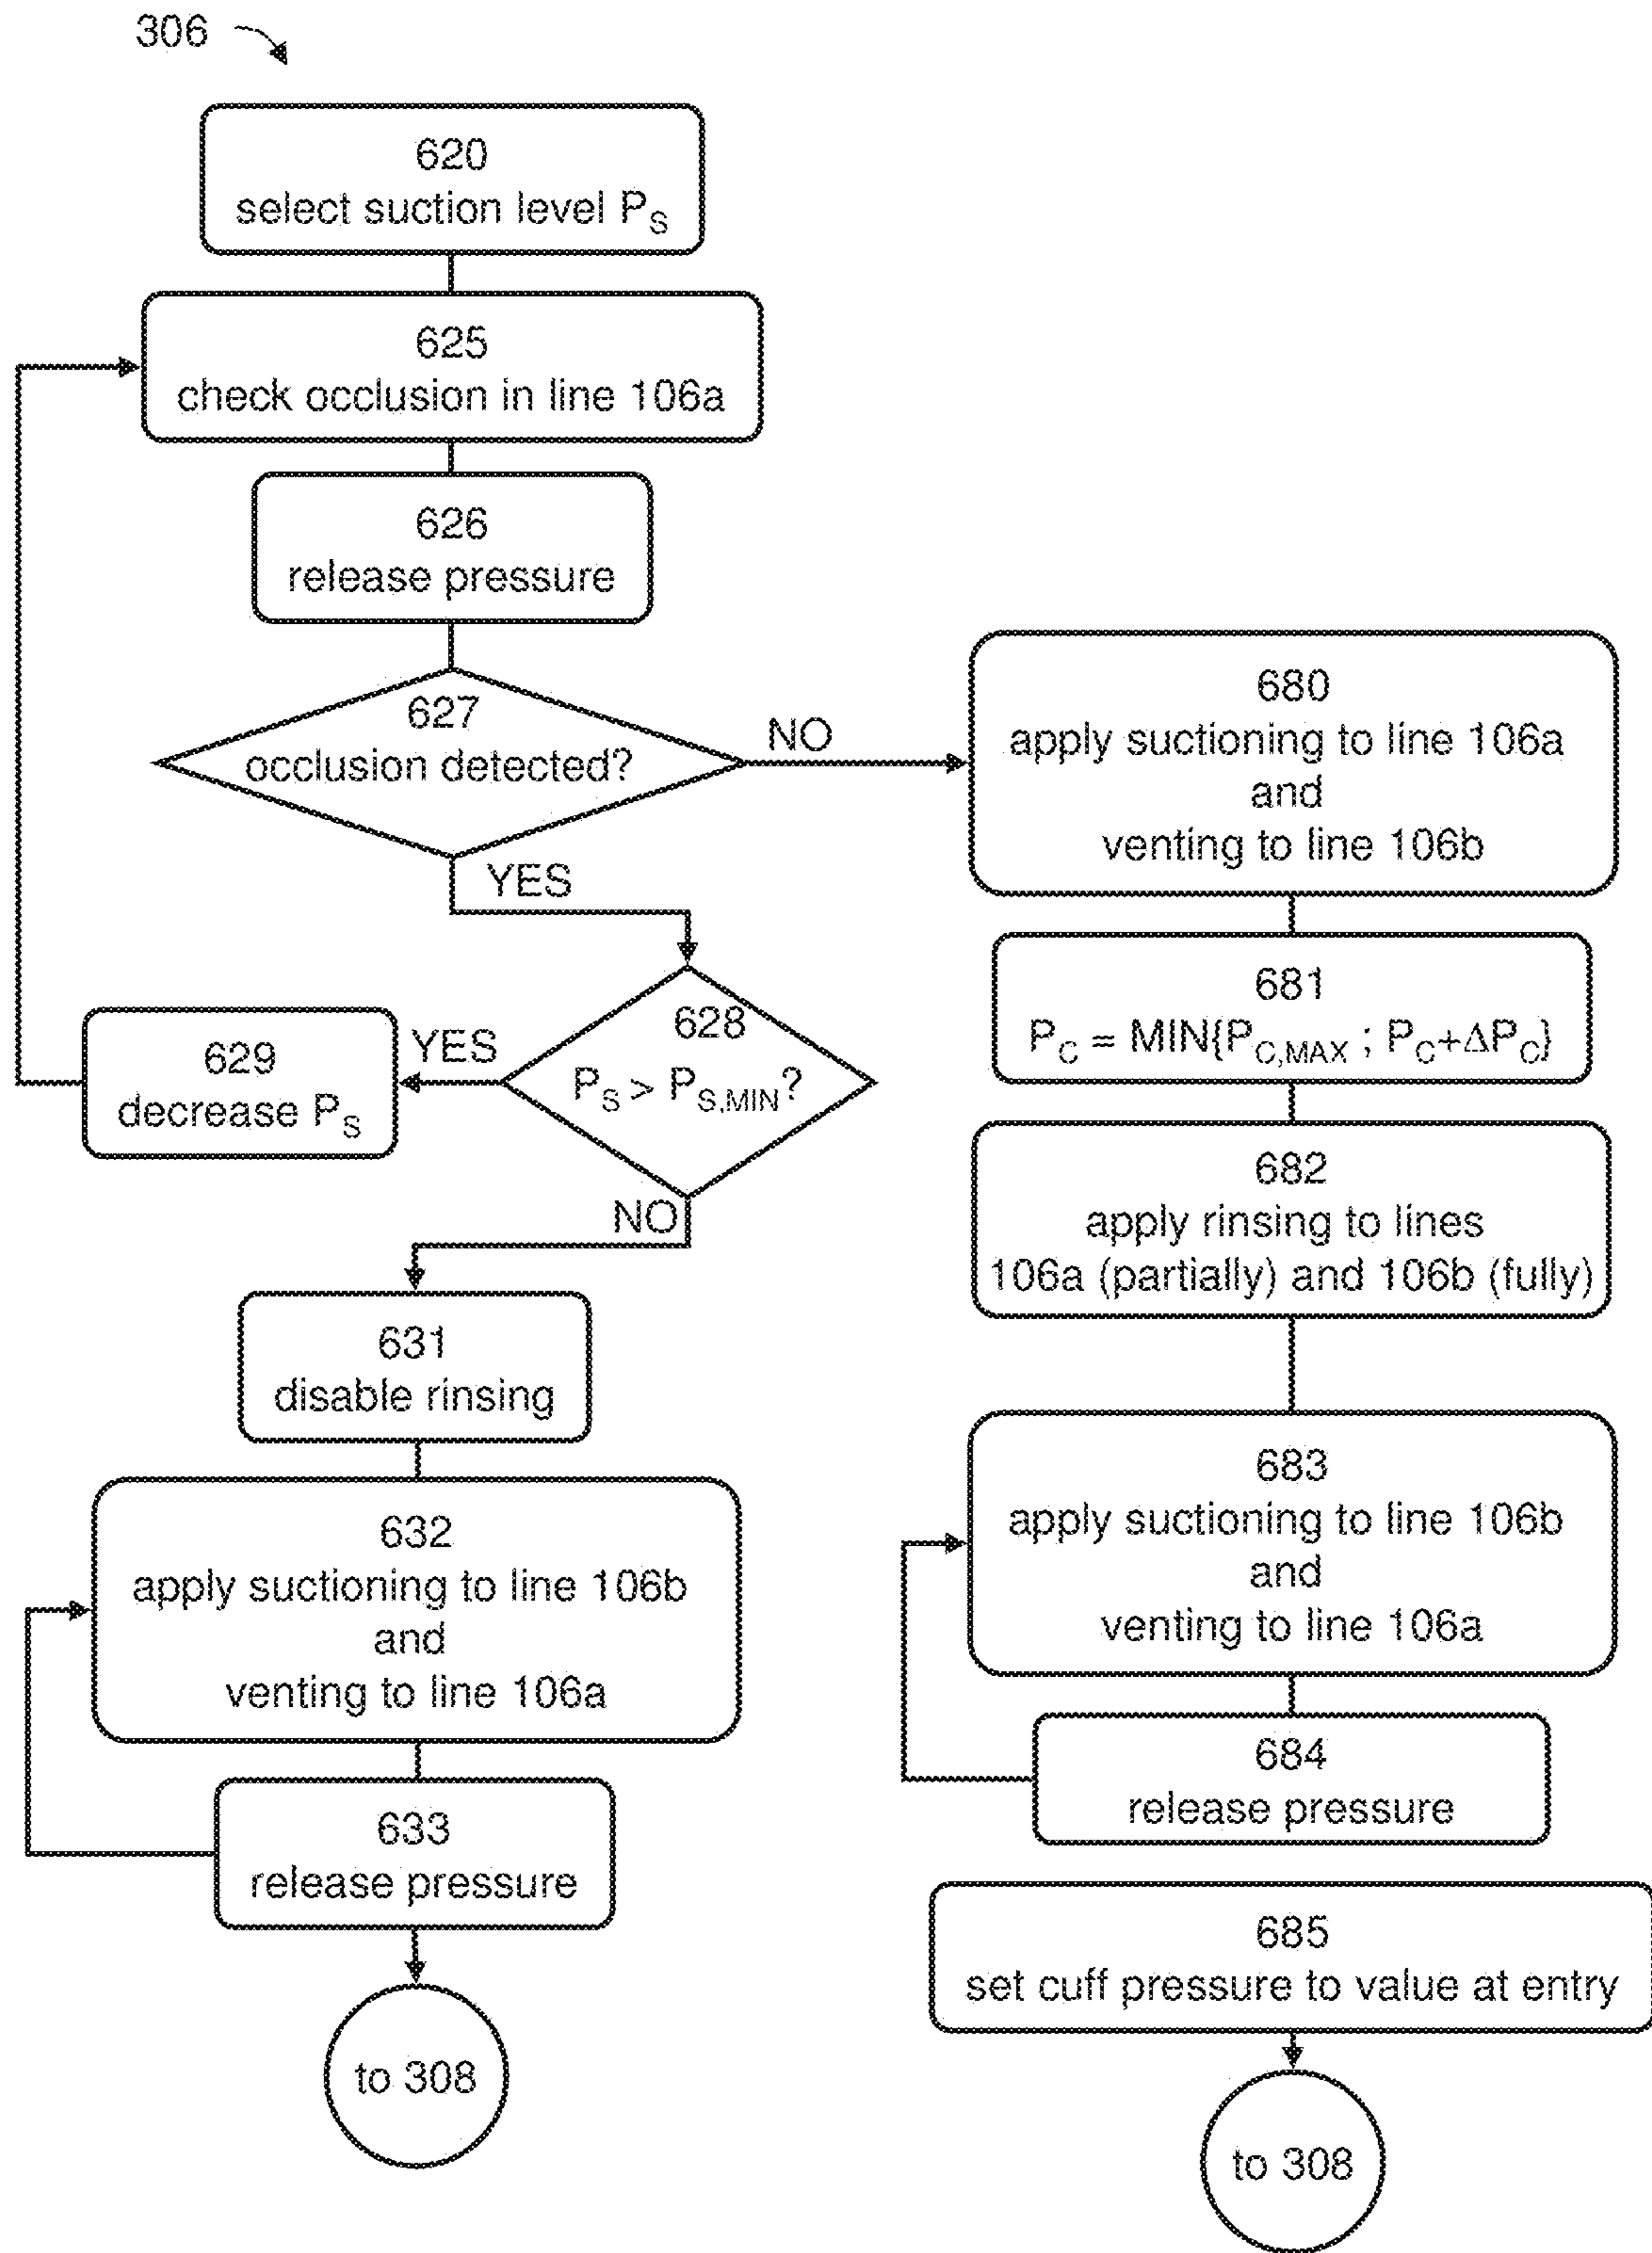 306
620
select suction level PS
625
check occlusion in line 106a
626
release pressure
627
occlusion detected?
NO
YES
628
PS > PS,MIN?
YES
629
decrease PS
NO
631
disable rinsing
632
apply suctioning to line 106b
and
venting to line 106a
633
release pressure
to 308
680
apply suctioning to line 106a
and
venting to line 106b
681
PC = MIN{PC,MAX ; PC+ΔPC}
682
apply rinsing to lines
106a (partially) and 106b (fully)
683
apply suctioning to line 106b
and
venting to line 106a
684
release pressure
685
set cuff pressure to value at entry
to 308